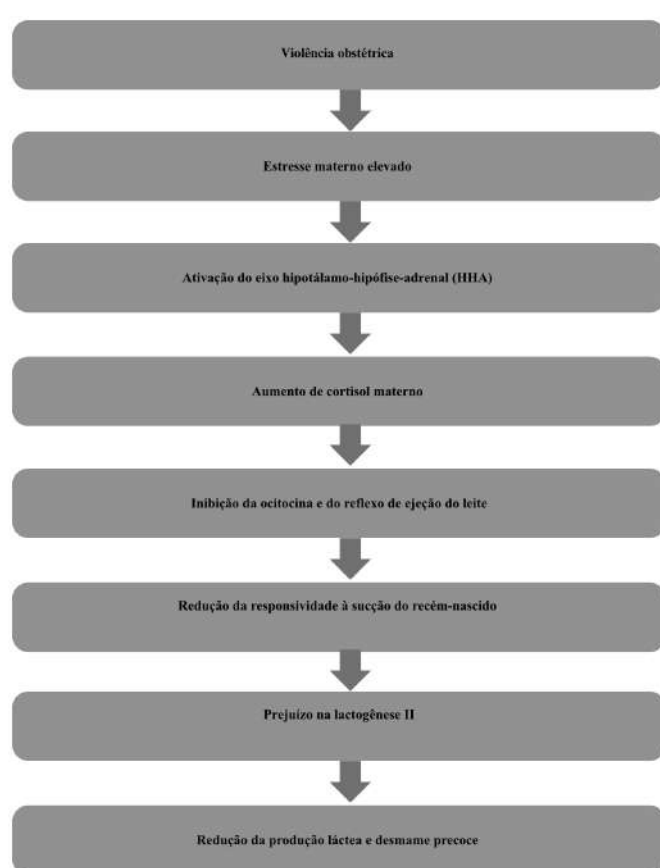 Violência obstétrica
Estresse materno elevado
Ativação do eixo hipotálamo-hipófise-adrenal (HHA)
Aumento de cortisol materno
Inibição da ocitocina e do reflexo de ejeção do leite
Redução da responsividade à sucção do recém-nascido
Prejuízo na lactogênese II
Redução da produção láctea e desmame precoce